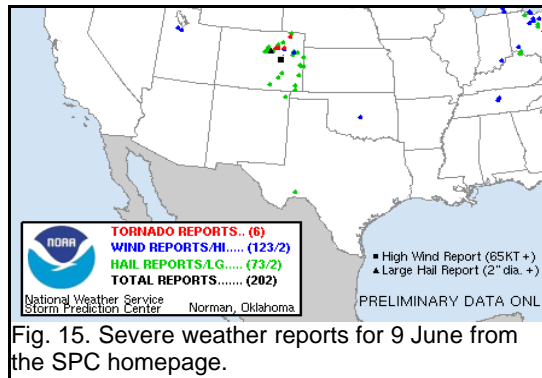 TORNADO REPORTS.. (6)
WIND REPORTS/HI..... (123/2)
HAIL REPORTS/LG..... (73/2)
TOTAL REPORTS....... (202)
NOAA
National Weather Service
Storm Prediction Center Norman, Oklahoma
■ High Wind Report (65KT +)
▲ Large Hail Report (2" dia. +)
PRELIMINARY DATA ONL
Fig. 15. Severe weather reports for 9 June from
the SPC homepage.